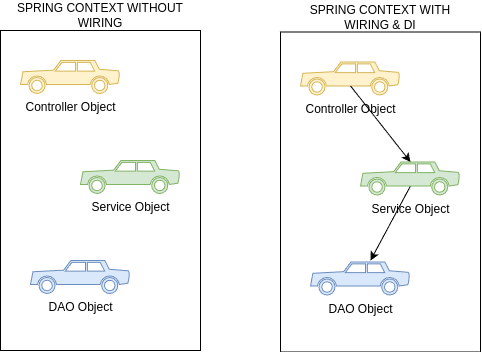 SPRING CONTEXT WITHOUT
WIRING
Controller Object
Service Object
DAO Object
SPRING CONTEXT WITH
WIRING & DI
Controller Object
Service Object
DAO Object